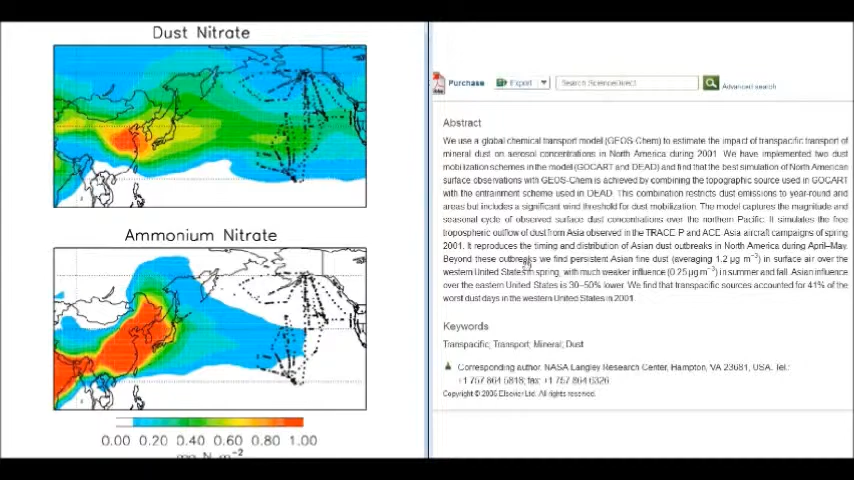 Dust Nitrate
Ammonium Nitrate
0.00 0.20 0.40 0.60 0.80 1.00
mg N m⁻²
Purchase
Export
Search ScienceDirect
Advanced search
Abstract
We use a global chemical transport model (GEOS-Chem) to estimate the impact of transpacific transport of
mineral dust on aerosol concentrations in North America during 2001. We have implemented two dust
mobilization schemes in the model (GOCART and DEAD) and find that the best simulation of North American
surface observations with GEOS-Chem is achieved by combining the topographic source used in GOCART
with the entrainment scheme used in DEAD. This combination restricts dust emissions to year-round arid
areas but includes a significant wind threshold for dust mobilization. The model captures the magnitude and
seasonal cycle of observed surface dust concentrations over the northern Pacific. It simulates the free
tropospheric outflow of dust from Asia observed in the TRACE-P and ACE-Asia aircraft campaigns of spring
2001. It reproduces the timing and distribution of Asian dust outbreaks in North America during April–May.
Beyond these outbreaks we find persistent Asian fine dust (averaging 1.2 μg m⁻³) in surface air over the
western United States in spring, with much weaker influence (0.25 μg m⁻³) in summer and fall. Asian influence
over the eastern United States is 30–50% lower. We find that transpacific sources accounted for 41% of the
worst dust days in the western United States in 2001.
Keywords
Transpacific; Transport; Mineral; Dust
Corresponding author. NASA Langley Research Center, Hampton, VA 23681, USA. Tel.:
+1 757 864 5818; fax: +1 757 864 6326
Copyright © 2006 Elsevier Ltd. All rights reserved.